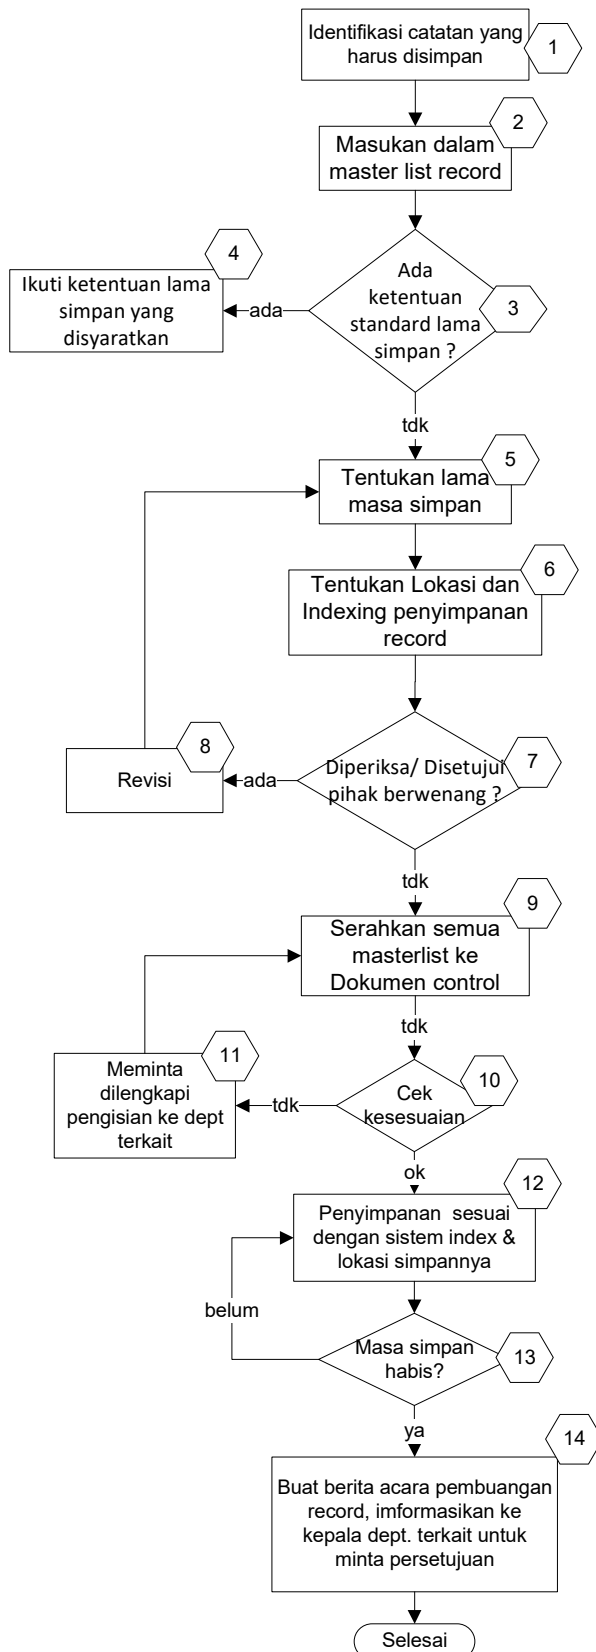 Identifikasi catatan yang
harus disimpan
1
2
Masukan dalam
master list record
4
Ikuti ketentuan lama
simpan yang
disyaratkan
ada
Ada
ketentuan
standard lama
simpan ?
3
tdk
5
Tentukan lama
masa simpan
6
Tentukan Lokasi dan
Indexing penyimpanan
record
8
Revisi
ada
Diperiksa/ Disetujui
pihak berwenang ?
7
tdk
9
Serahkan semua
masterlist ke
Dokumen control
tdk
11
Meminta
dilengkapi
pengisian ke dept
terkait
tdk
Cek
kesesuaian
10
ok
12
Penyimpanan sesuai
dengan sistem index &
lokasi simpannya
belum
Masa simpan
habis?
13
ya
14
Buat berita acara pembuangan
record, imformasikan ke
kepala dept. terkait untuk
minta persetujuan
Selesai